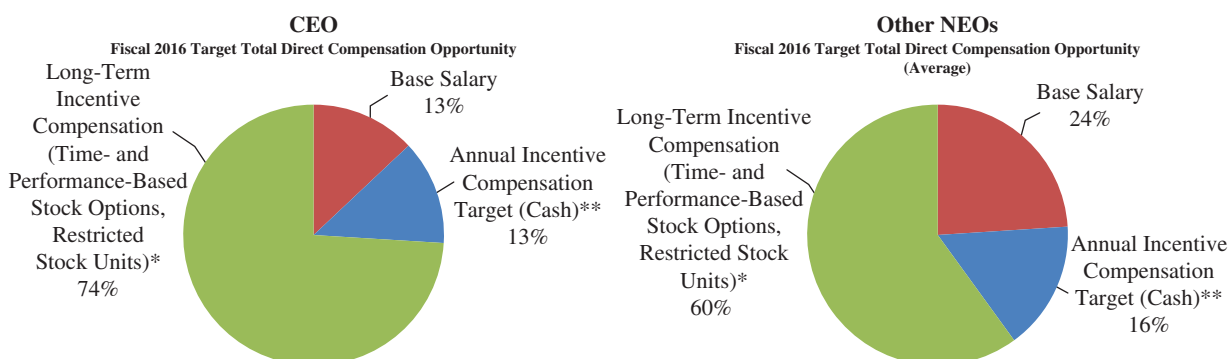 CEO
Fiscal 2016 Target Total Direct Compensation Opportunity
Long-Term
Incentive
Compensation
(Time- and
Performance-Based
Stock Options,
Restricted
Stock Units)*
74%
Base Salary
13%
Annual Incentive
Compensation
Target (Cash)**
13%
Other NEOs
Fiscal 2016 Target Total Direct Compensation Opportunity
(Average)
Long-Term Incentive
Compensation
(Time- and
Performance-Based
Stock Options,
Restricted Stock
Units)*
60%
Base Salary
24%
Annual Incentive
Compensation
Target (Cash)**
16%